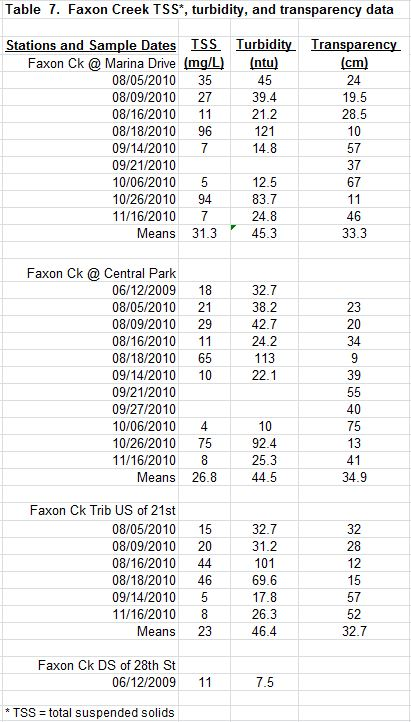 Table 7. Faxon Creek TSS*, turbidity, and transparency data
Stations and Sample Dates TSS Turbidity Transparency
Faxon Ck @ Marina Drive (mg/L) (ntu) (cm)
08/05/2010 35 45 24
08/09/2010 27 39.4 19.5
08/16/2010 11 21.2 28.5
08/18/2010 96 121 10
09/14/2010 7 14.8 57
09/21/2010 37
10/06/2010 5 12.5 67
10/26/2010 94 83.7 11
11/16/2010 7 24.8 46
Means 31.3 45.3 33.3
Faxon Ck @ Central Park
06/12/2009 18 32.7
08/05/2010 21 38.2 23
08/09/2010 29 42.7 20
08/16/2010 11 24.2 34
08/18/2010 65 113 9
09/14/2010 10 22.1 39
09/21/2010 55
09/27/2010 40
10/06/2010 4 10 75
10/26/2010 75 92.4 13
11/16/2010 8 25.3 41
Means 26.8 44.5 34.9
Faxon Ck Trib US of 21st
08/05/2010 15 32.7 32
08/09/2010 20 31.2 28
08/16/2010 44 101 12
08/18/2010 46 69.6 15
09/14/2010 5 17.8 57
11/16/2010 8 26.3 52
Means 23 46.4 32.7
Faxon Ck DS of 28th St
06/12/2009 11 7.5
* TSS = total suspended solids